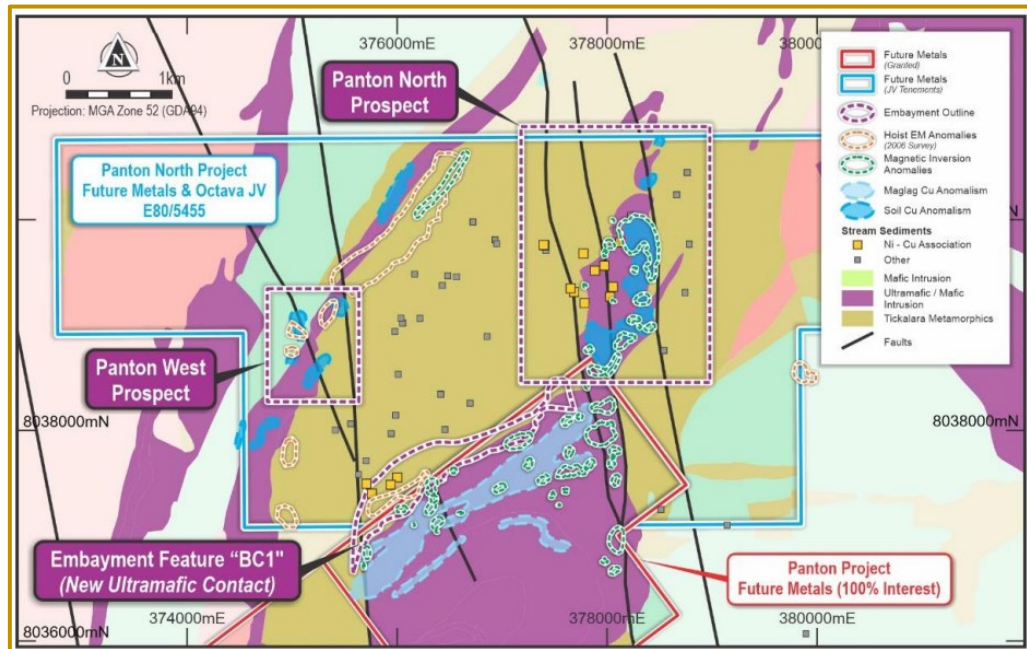 376000mE
378000mE
N
0
1km
Projection: MGA Zone 52 (GDA94)
Panton North
Prospect
Future Metals
(Granted)
Future Metals
(JV Tenements)
Embayment Outline
Hoist EM Anomalies
(2006 Survey)
Magnetic Inversion
Anomalies
Maglag Cu Anomalism
Soil Cu Anomalism
Stream Sediments
Ni - Cu Association
Other
Mafic Intrusion
Ultramafic / Mafic
Intrusion
Tickalara Metamorphics
Faults
Panton North Project
Future Metals & Octava JV
E80/5455
Panton West
Prospect
8038000mN
8038000mN
Embayment Feature “BC1"
(New Ultramafic Contact)
Panton Project
Future Metals (100% Interest)
374000mE
378000mE
380000mE
8036000mN